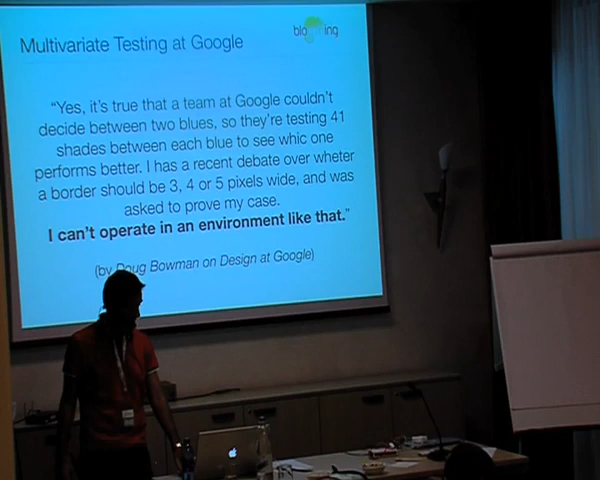 Multivariate Testing at Google
blooming
“Yes, it’s true that a team at Google couldn’t
decide between two blues, so they’re testing 41
shades between each blue to see whic one
performs better. I has a recent debate over wheter
a border should be 3, 4 or 5 pixels wide, and was
asked to prove my case.
I can’t operate in an environment like that.”
(by Doug Bowman on Design at Google)